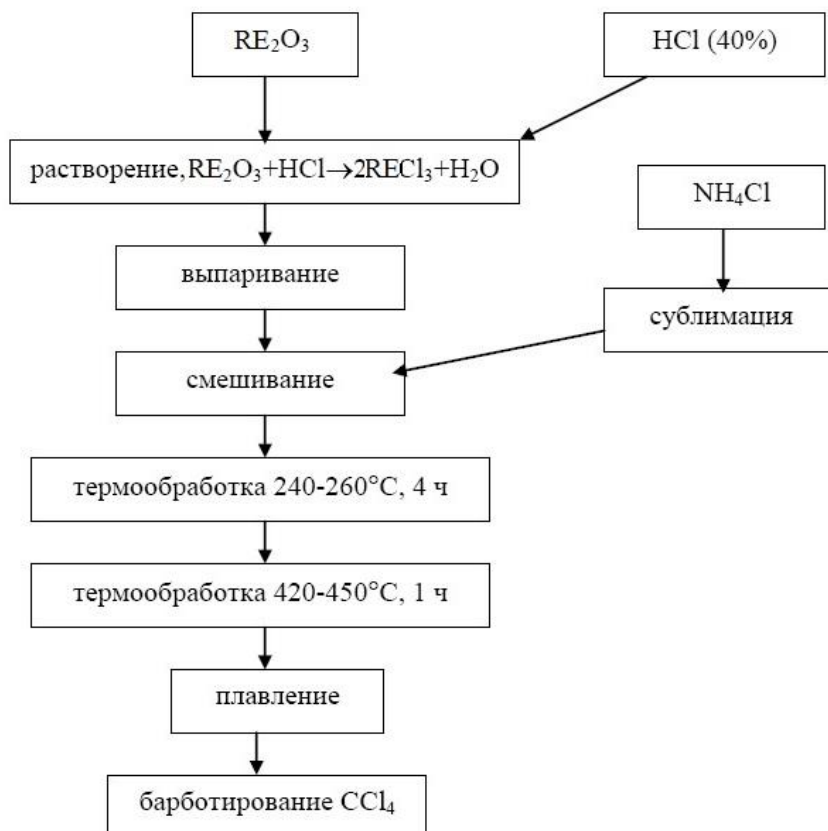 RE₂O₃
HCl (40%)
растворение,RE₂O₃+HCl→2RECl₃+H₂O
NH₄Cl
выпаривание
сублимация
смешивание
термообработка 240-260°С, 4 ч
термообработка 420-450°С, 1 ч
плавление
барботирование CCl₄